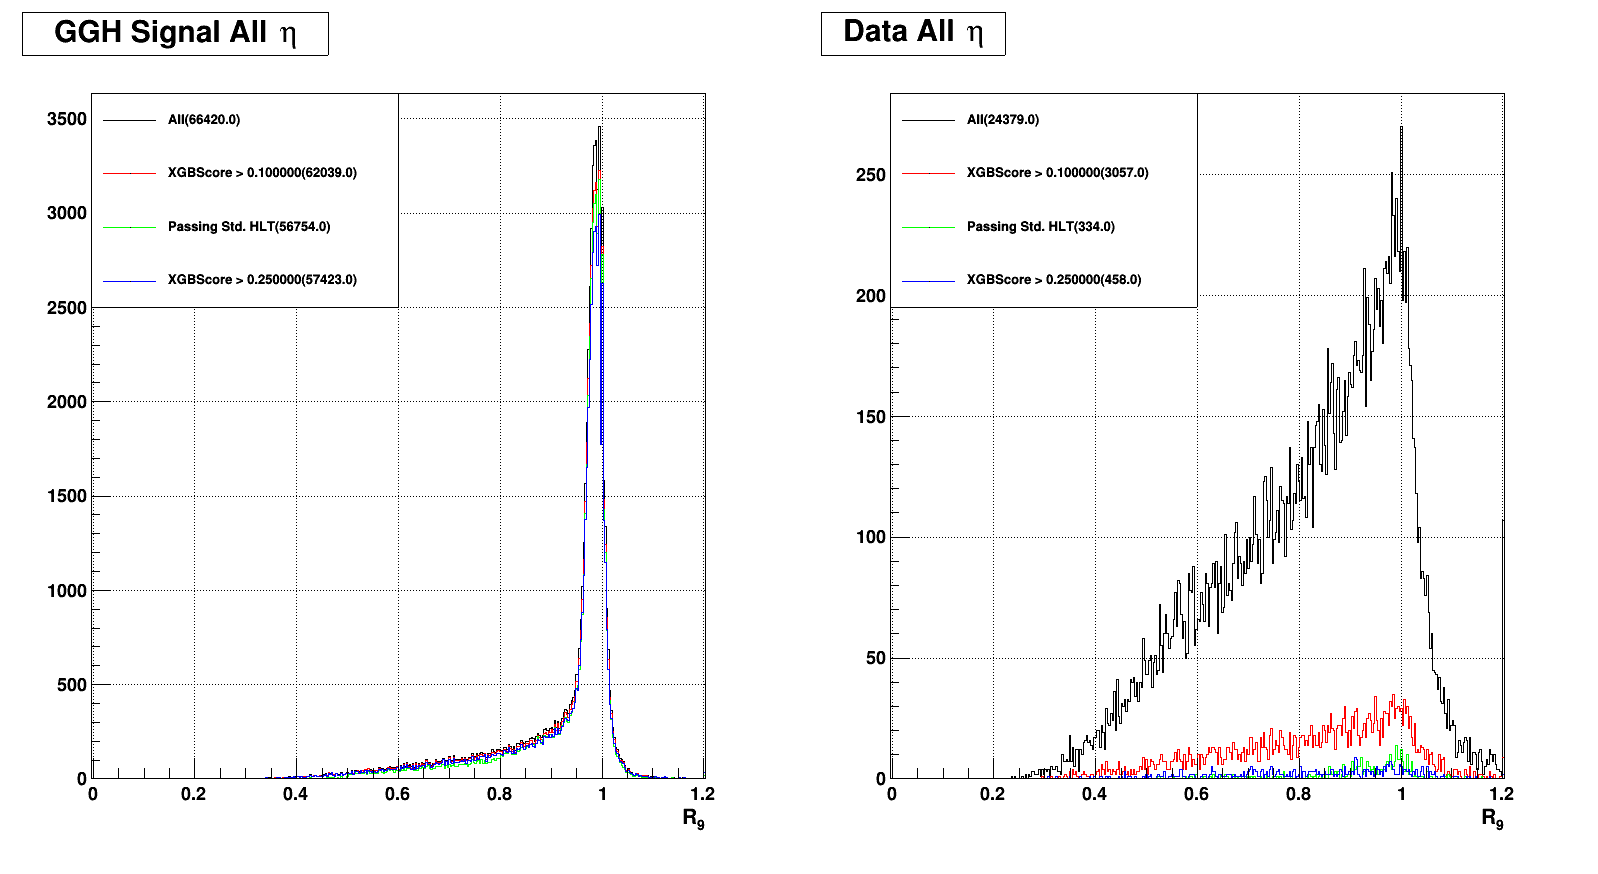 GGH Signal All η
All(66420.0)
XGBScore > 0.100000(62039.0)
Passing Std. HLT(56754.0)
XGBScore > 0.250000(57423.0)
3500
3000
2500
2000
1500
1000
500
0
0 0.2 0.4 0.6 0.8 1 1.2
R9
Data All η
All(24379.0)
XGBScore > 0.100000(3057.0)
Passing Std. HLT(334.0)
XGBScore > 0.250000(458.0)
250
200
150
100
50
0
0 0.2 0.4 0.6 0.8 1 1.2
R9